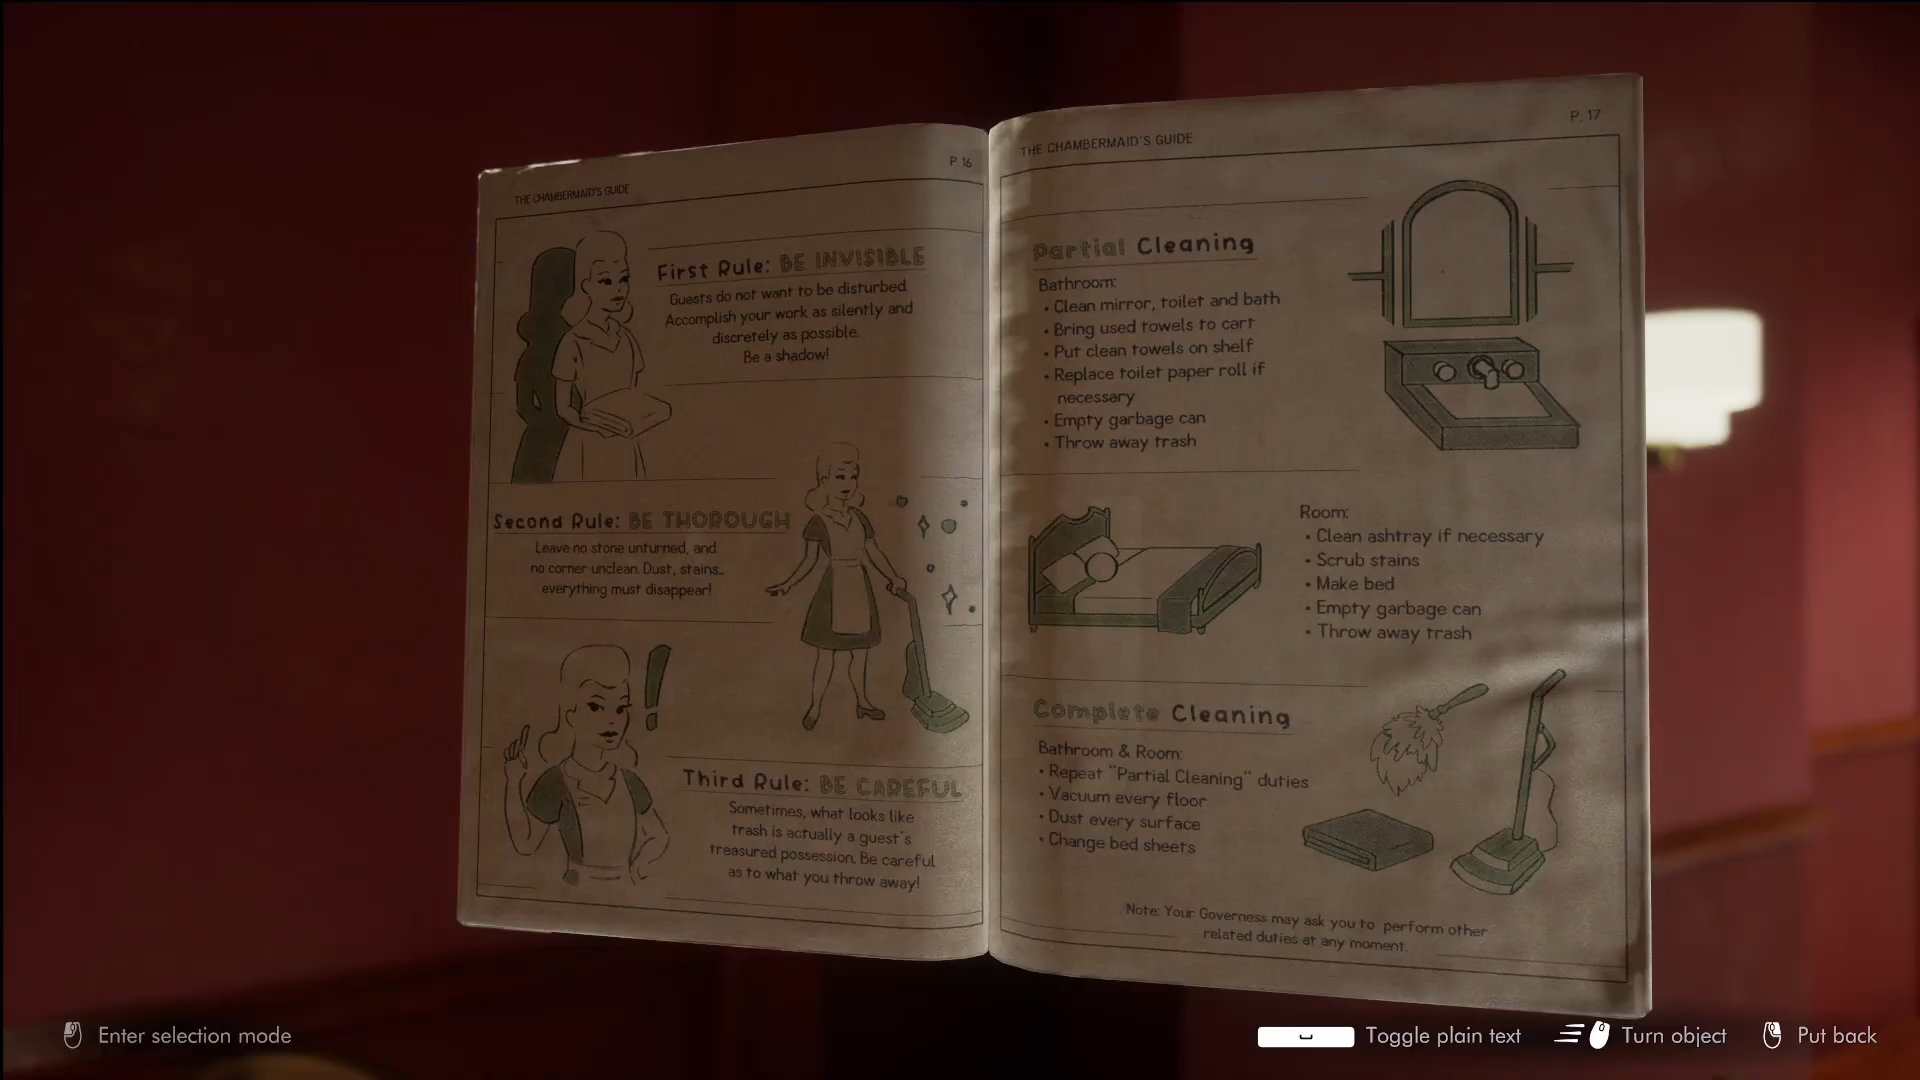 P. 16
THE CHAMBERMAID'S GUIDE
First Rule: BE INVISIBLE
Guests do not want to be disturbed.
Accomplish your work as silently and
discretely as possible.
Be a shadow!
Second Rule: BE THOROUGH
Leave no stone unturned, and
no corner unclean. Dust, stains...
everything must disappear!
Third Rule: BE CAREFUL
Sometimes, what looks like
trash is actually a guest's
treasured possession. Be careful
as to what you throw away!
P. 17
THE CHAMBERMAID'S GUIDE
Partial Cleaning
Bathroom:
• Clean mirror, toilet and bath
• Bring used towels to cart
• Put clean towels on shelf
• Replace toilet paper roll if
necessary
• Empty garbage can
• Throw away trash
Room:
• Clean ashtray if necessary
• Scrub stains
• Make bed
• Empty garbage can
• Throw away trash
Complete Cleaning
Bathroom & Room:
• Repeat "Partial Cleaning" duties
• Vacuum every floor
• Dust every surface
• Change bed sheets
Note: Your Governess may ask you to perform other
related duties at any moment.
Enter selection mode
Toggle plain text
Turn object
Put back